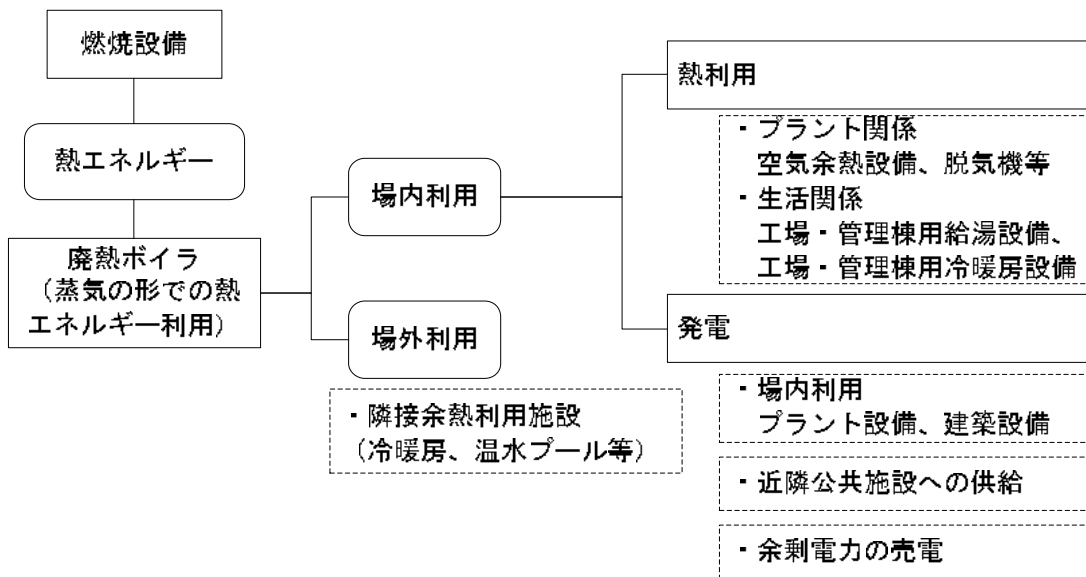 燃焼設備
熱エネルギー
廃熱ボイラ
（蒸気の形での熱
エネルギー利用）
場内利用
場外利用
・隣接余熱利用施設
（冷暖房、温水プール等）
熱利用
・プラント関係
空気余熱設備、脱気機等
・生活関係
工場・管理棟用給湯設備、
工場・管理棟用冷暖房設備
発電
・場内利用
プラント設備、建築設備
・近隣公共施設への供給
・余剰電力の売電